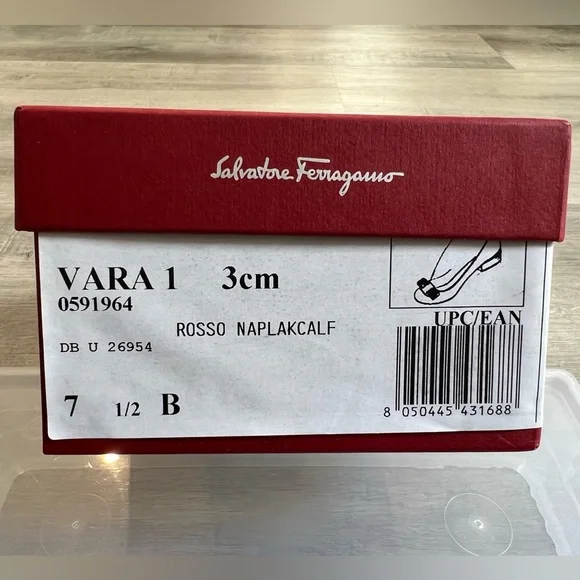 Salvatore Ferragamo
VARA 1 3cm
0591964
ROSSO NAPLAKCALF
DB U 26954
7 1/2 B
UPC/EAN
8 050445 431688